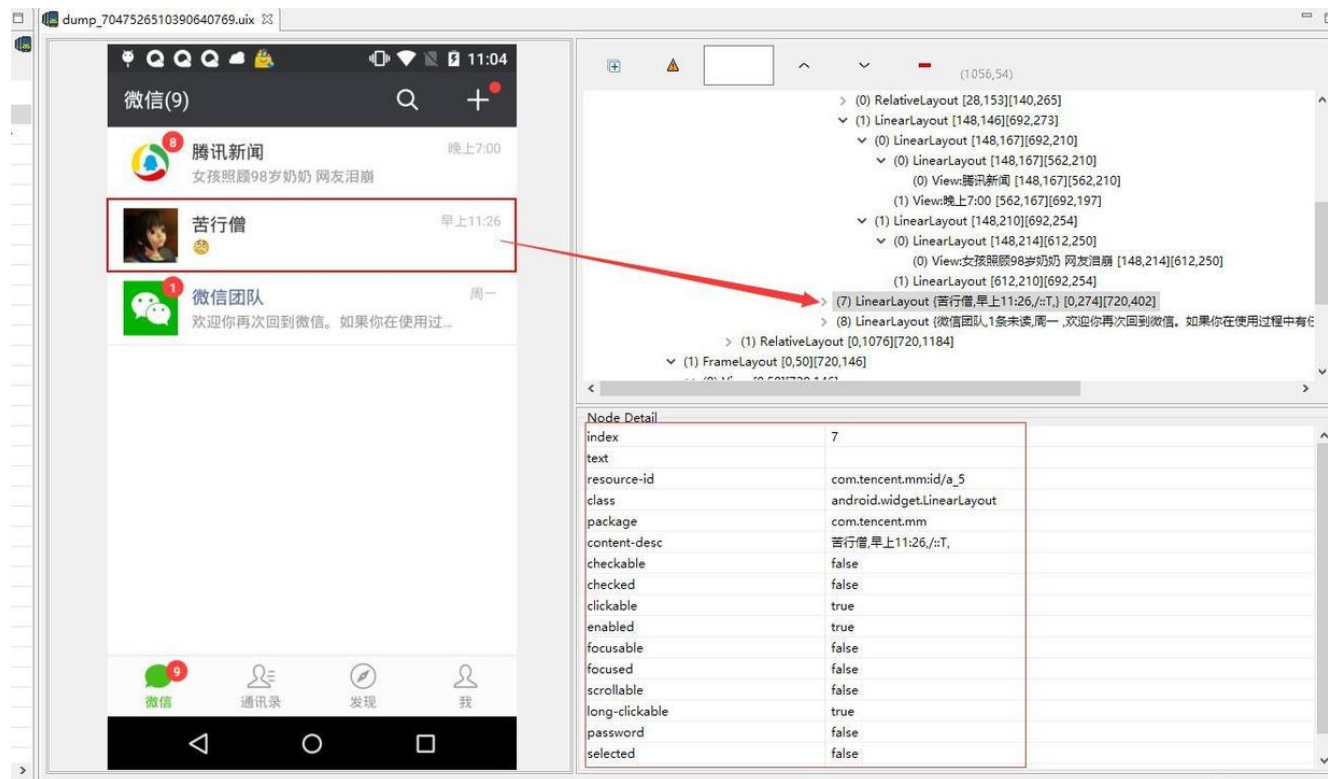 dump_7047526510390640769.uix
11:04
微信(9)
8
腾讯新闻
晚上7:00
女孩照顾98岁奶奶 网友泪崩
苦行僧
早上11:26
1
微信团队
周一
欢迎你再次回到微信。如果你在使用过...
9
微信
通讯录
发现
我
(1056,54)
(0) RelativeLayout [28,153][140,265]
(1) LinearLayout [148,146][692,273]
(0) LinearLayout [148,167][692,210]
(0) LinearLayout [148,167][562,210]
(0) View:腾讯新闻 [148,167][562,210]
(1) View:晚上7:00 [562,167][692,197]
(1) LinearLayout [148,210][692,254]
(0) LinearLayout [148,214][612,250]
(0) View:女孩照顾98岁奶奶 网友泪崩 [148,214][612,250]
(1) LinearLayout [612,210][692,254]
(7) LinearLayout {苦行僧,早上11:26,/::T,} [0,274][720,402]
(8) LinearLayout {微信团队,1条未读,周一 ,欢迎你再次回到微信。如果你在使用过程中有任
(1) RelativeLayout [0,1076][720,1184]
(1) FrameLayout [0,50][720,146]
Node Detail
index 7
text
resource-id com.tencent.mm:id/a_5
class android.widget.LinearLayout
package com.tencent.mm
content-desc 苦行僧,早上11:26,/::T,
checkable false
checked false
clickable true
enabled true
focusable false
focused false
scrollable false
long-clickable true
password false
selected false